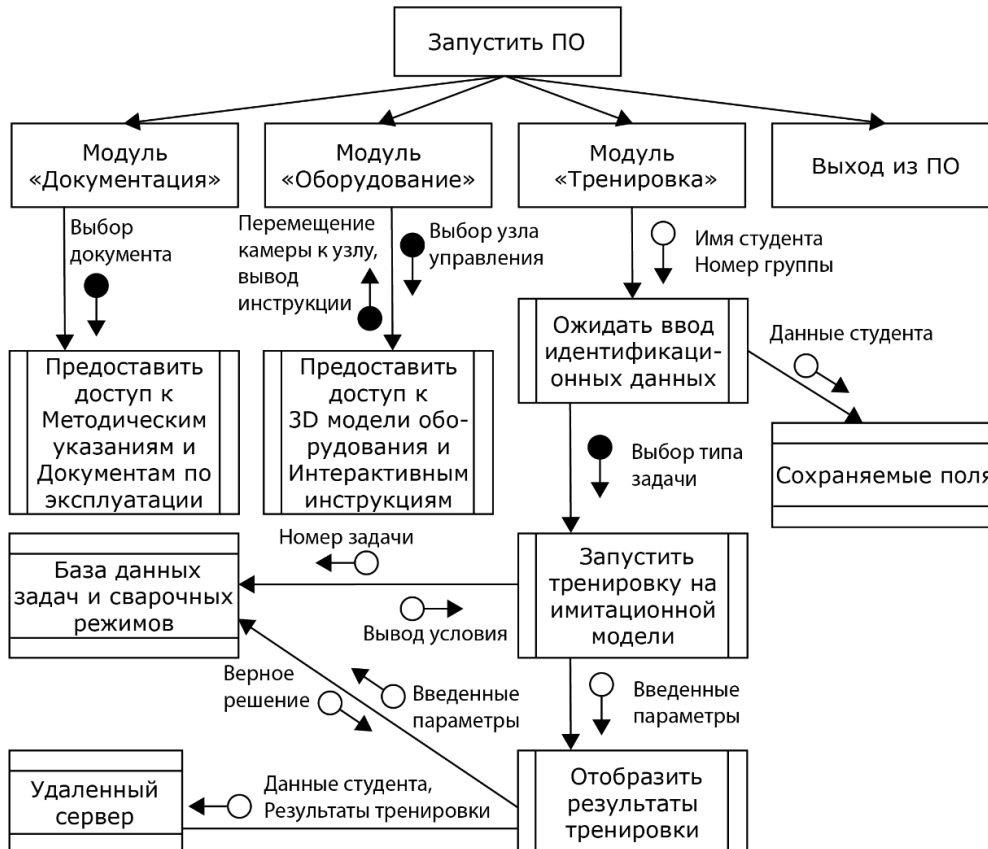 Запустить ПО
Модуль
«Документация»
Модуль
«Оборудование»
Модуль
«Тренировка»
Выход из ПО
Выбор
документа
Перемещение
камеры к узлу,
вывод
инструкции
Выбор узла
управления
Имя студента
Номер группы
Предоставить
доступ к
Методическим
указаниям и
Документам по
эксплуатации
Предоставить
доступ к
3D модели обо-
рудования и
Интерактивным
инструкциям
Ожидать ввод
идентификаци-
онных данных
Данные студента
Сохраняемые поля
Выбор типа
задачи
Номер задачи
База данных
задач и сварочных
режимов
Вывод условия
Запустить
тренировку на
имитационной
модели
Верное
решение
Введенные
параметры
Введенные
параметры
Удаленный
сервер
Данные студента,
Результаты тренировки
Отобразить
результаты
тренировки